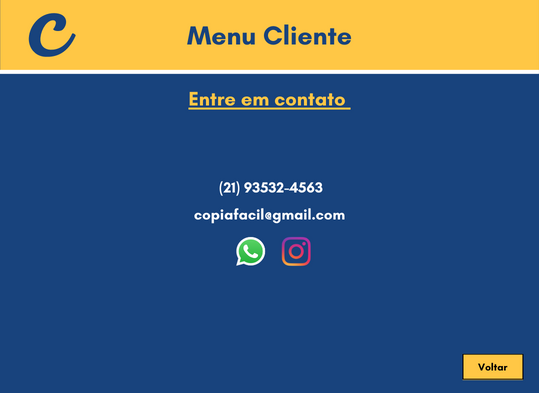 C
Menu Cliente
Entre em contato
(21) 93532-4563
copiafacil@gmail.com
Voltar